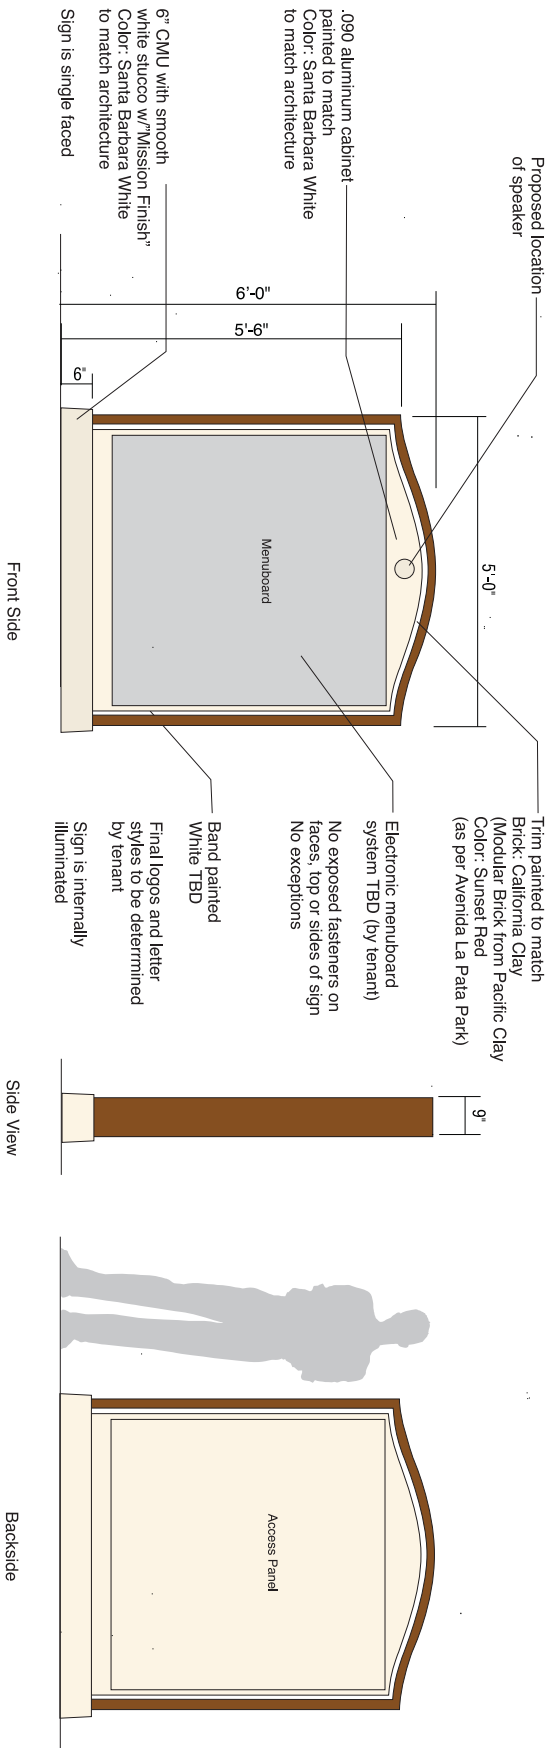 Proposed location
of speaker
.090 aluminum cabinet
painted to match
Color: Santa Barbara White
to match architecture
6" CMU with smooth
white stucco w/"Mission Finish"
Color: Santa Barbara White
to match architecture
Sign is single faced
6'-0"
5'-6"
6"
5'-0"
Menuboard
Front Side
Trim painted to match
Brick: California Clay
(Modular Brick from Pacific Clay
Color: Sunset Red
(as per Avenida La Pata Park)
Electronic menuboard
system TBD (by tenant)
No exposed fasteners on
faces, top or sides of sign
No exceptions
Band painted
White TBD
Final logos and letter
styles to be deterrmined
by tenant
Sign is internally
illuminated
9"
Side View
Access Panel
Backside